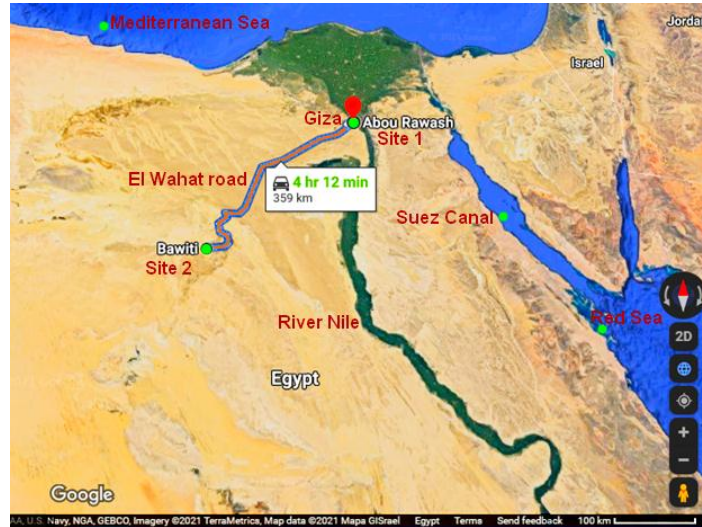 Mediterranean Sea
Jordan
Israel
Giza
Abou Rawash
Site 1
El Wahat road
4 hr 12 min
359 km
Suez Canal
Bawiti
Site 2
River Nile
Red Sea
2D
Egypt
+
−
Google
U.S. Navy, NGA, GEBCO, Imagery ©2021 TerraMetrics, Map data ©2021 Mapa GISrael Egypt Terms Send feedback 100 km